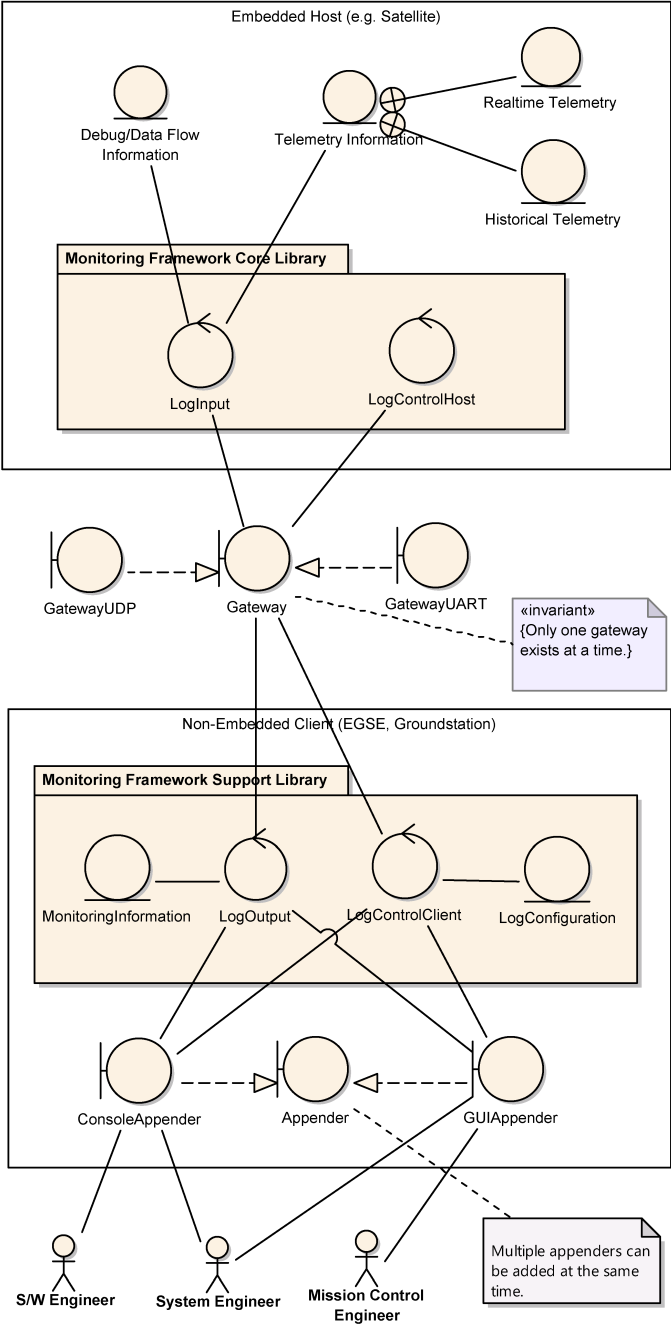 Embedded Host (e.g. Satellite)
Realtime Telemetry
Debug/Data Flow
Information
Telemetry Information
Historical Telemetry
Monitoring Framework Core Library
LogInput
LogControlHost
GatewayUDP
Gateway
GatewayUART
«invariant»
{Only one gateway
exists at a time.}
Non-Embedded Client (EGSE, Groundstation)
Monitoring Framework Support Library
MonitoringInformation
LogOutput
LogControlClient
LogConfiguration
ConsoleAppender
Appender
GUIAppender
Multiple appenders can
be added at the same
time.
S/W Engineer
System Engineer
Mission Control
Engineer